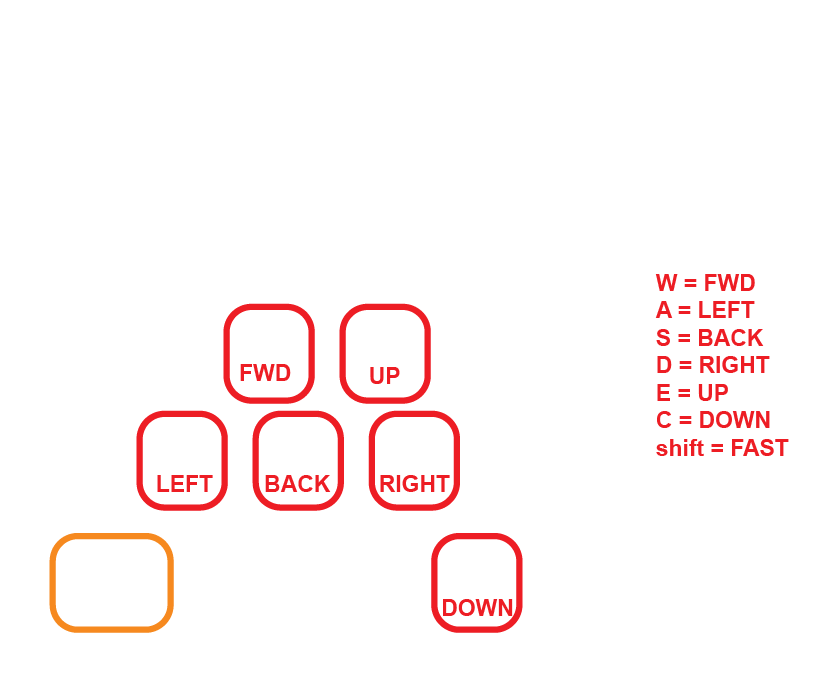 FWD
UP
LEFT
BACK
RIGHT
DOWN
W = FWD
A = LEFT
S = BACK
D = RIGHT
E = UP
C = DOWN
shift = FAST